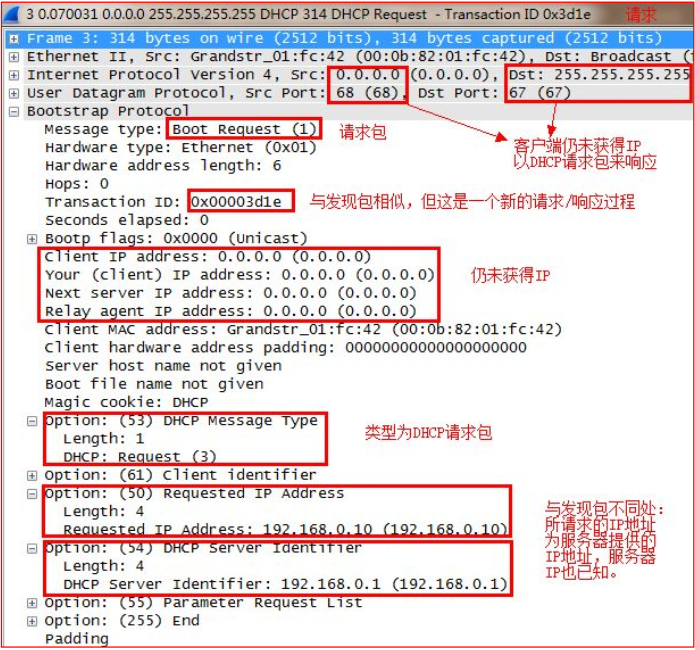 3 0.070031 0.0.0.0 255.255.255.255 DHCP 314 DHCP Request - Transaction ID 0x3d1e 请求
Frame 3: 314 bytes on wire (2512 bits), 314 bytes captured (2512 bits)
Ethernet II, Src: Grandstr_01:fc:42 (00:0b:82:01:fc:42), Dst: Broadcast (
Internet Protocol Version 4, Src: 0.0.0.0 (0.0.0.0), Dst: 255.255.255.255
User Datagram Protocol, Src Port: 68 (68), Dst Port: 67 (67)
Bootstrap Protocol
Message type: Boot Request (1) 请求包
Hardware type: Ethernet (0x01)
客户端仍未获得IP
以DHCP请求包来响应
Hardware address length: 6
Hops: 0
Transaction ID: 0x00003d1e 与发现包相似，但这是一个新的请求/响应过程
Seconds elapsed: 0
Bootp flags: 0x0000 (Unicast)
Client IP address: 0.0.0.0 (0.0.0.0)
Your (client) IP address: 0.0.0.0 (0.0.0.0) 仍未获得IP
Next server IP address: 0.0.0.0 (0.0.0.0)
Relay agent IP address: 0.0.0.0 (0.0.0.0)
Client MAC address: Grandstr_01:fc:42 (00:0b:82:01:fc:42)
Client hardware address padding: 00000000000000000000
Server host name not given
Boot file name not given
Magic cookie: DHCP
Option: (53) DHCP Message Type
Length: 1
类型为DHCP请求包
DHCP: Request (3)
Option: (61) Client identifier
Option: (50) Requested IP Address
Length: 4
Requested IP Address: 192.168.0.10 (192.168.0.10)
与发现包不同处：
所请求的IP地址
为服务器提供的
IP地址，服务器
IP也已知。
Option: (54) DHCP Server Identifier
Length: 4
DHCP Server Identifier: 192.168.0.1 (192.168.0.1)
Option: (55) Parameter Request List
Option: (255) End
Padding